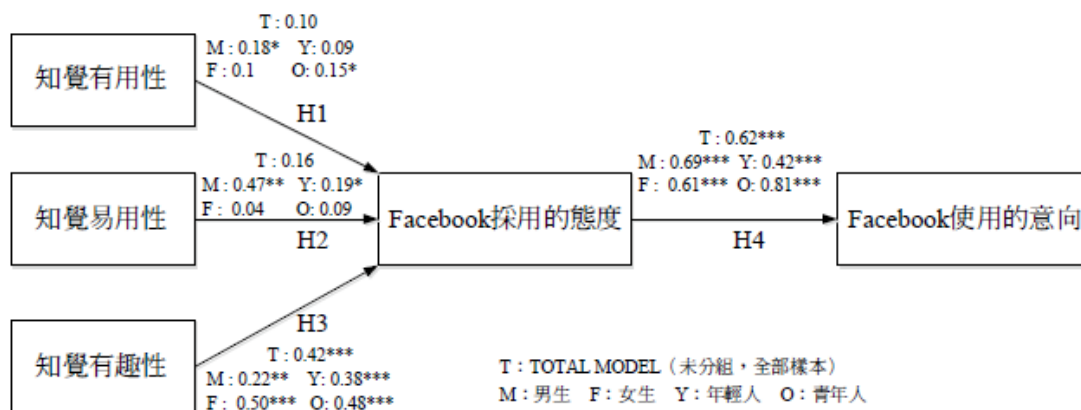 T : 0.10
M : 0.18* Y: 0.09
F : 0.1 O: 0.15*
知覺有用性
H1
T : 0.16
M : 0.47** Y: 0.19*
F : 0.04 O: 0.09
知覺易用性
H2
Facebook採用的態度
T : 0.62***
M : 0.69*** Y: 0.42***
F : 0.61*** O: 0.81***
H4
Facebook使用的意向
知覺有趣性
H3
T : 0.42***
M : 0.22** Y: 0.38***
F : 0.50*** O: 0.48***
T：TOTAL MODEL（未分組，全部樣本）
M：男生 F：女生 Y：年輕人 O：青年人